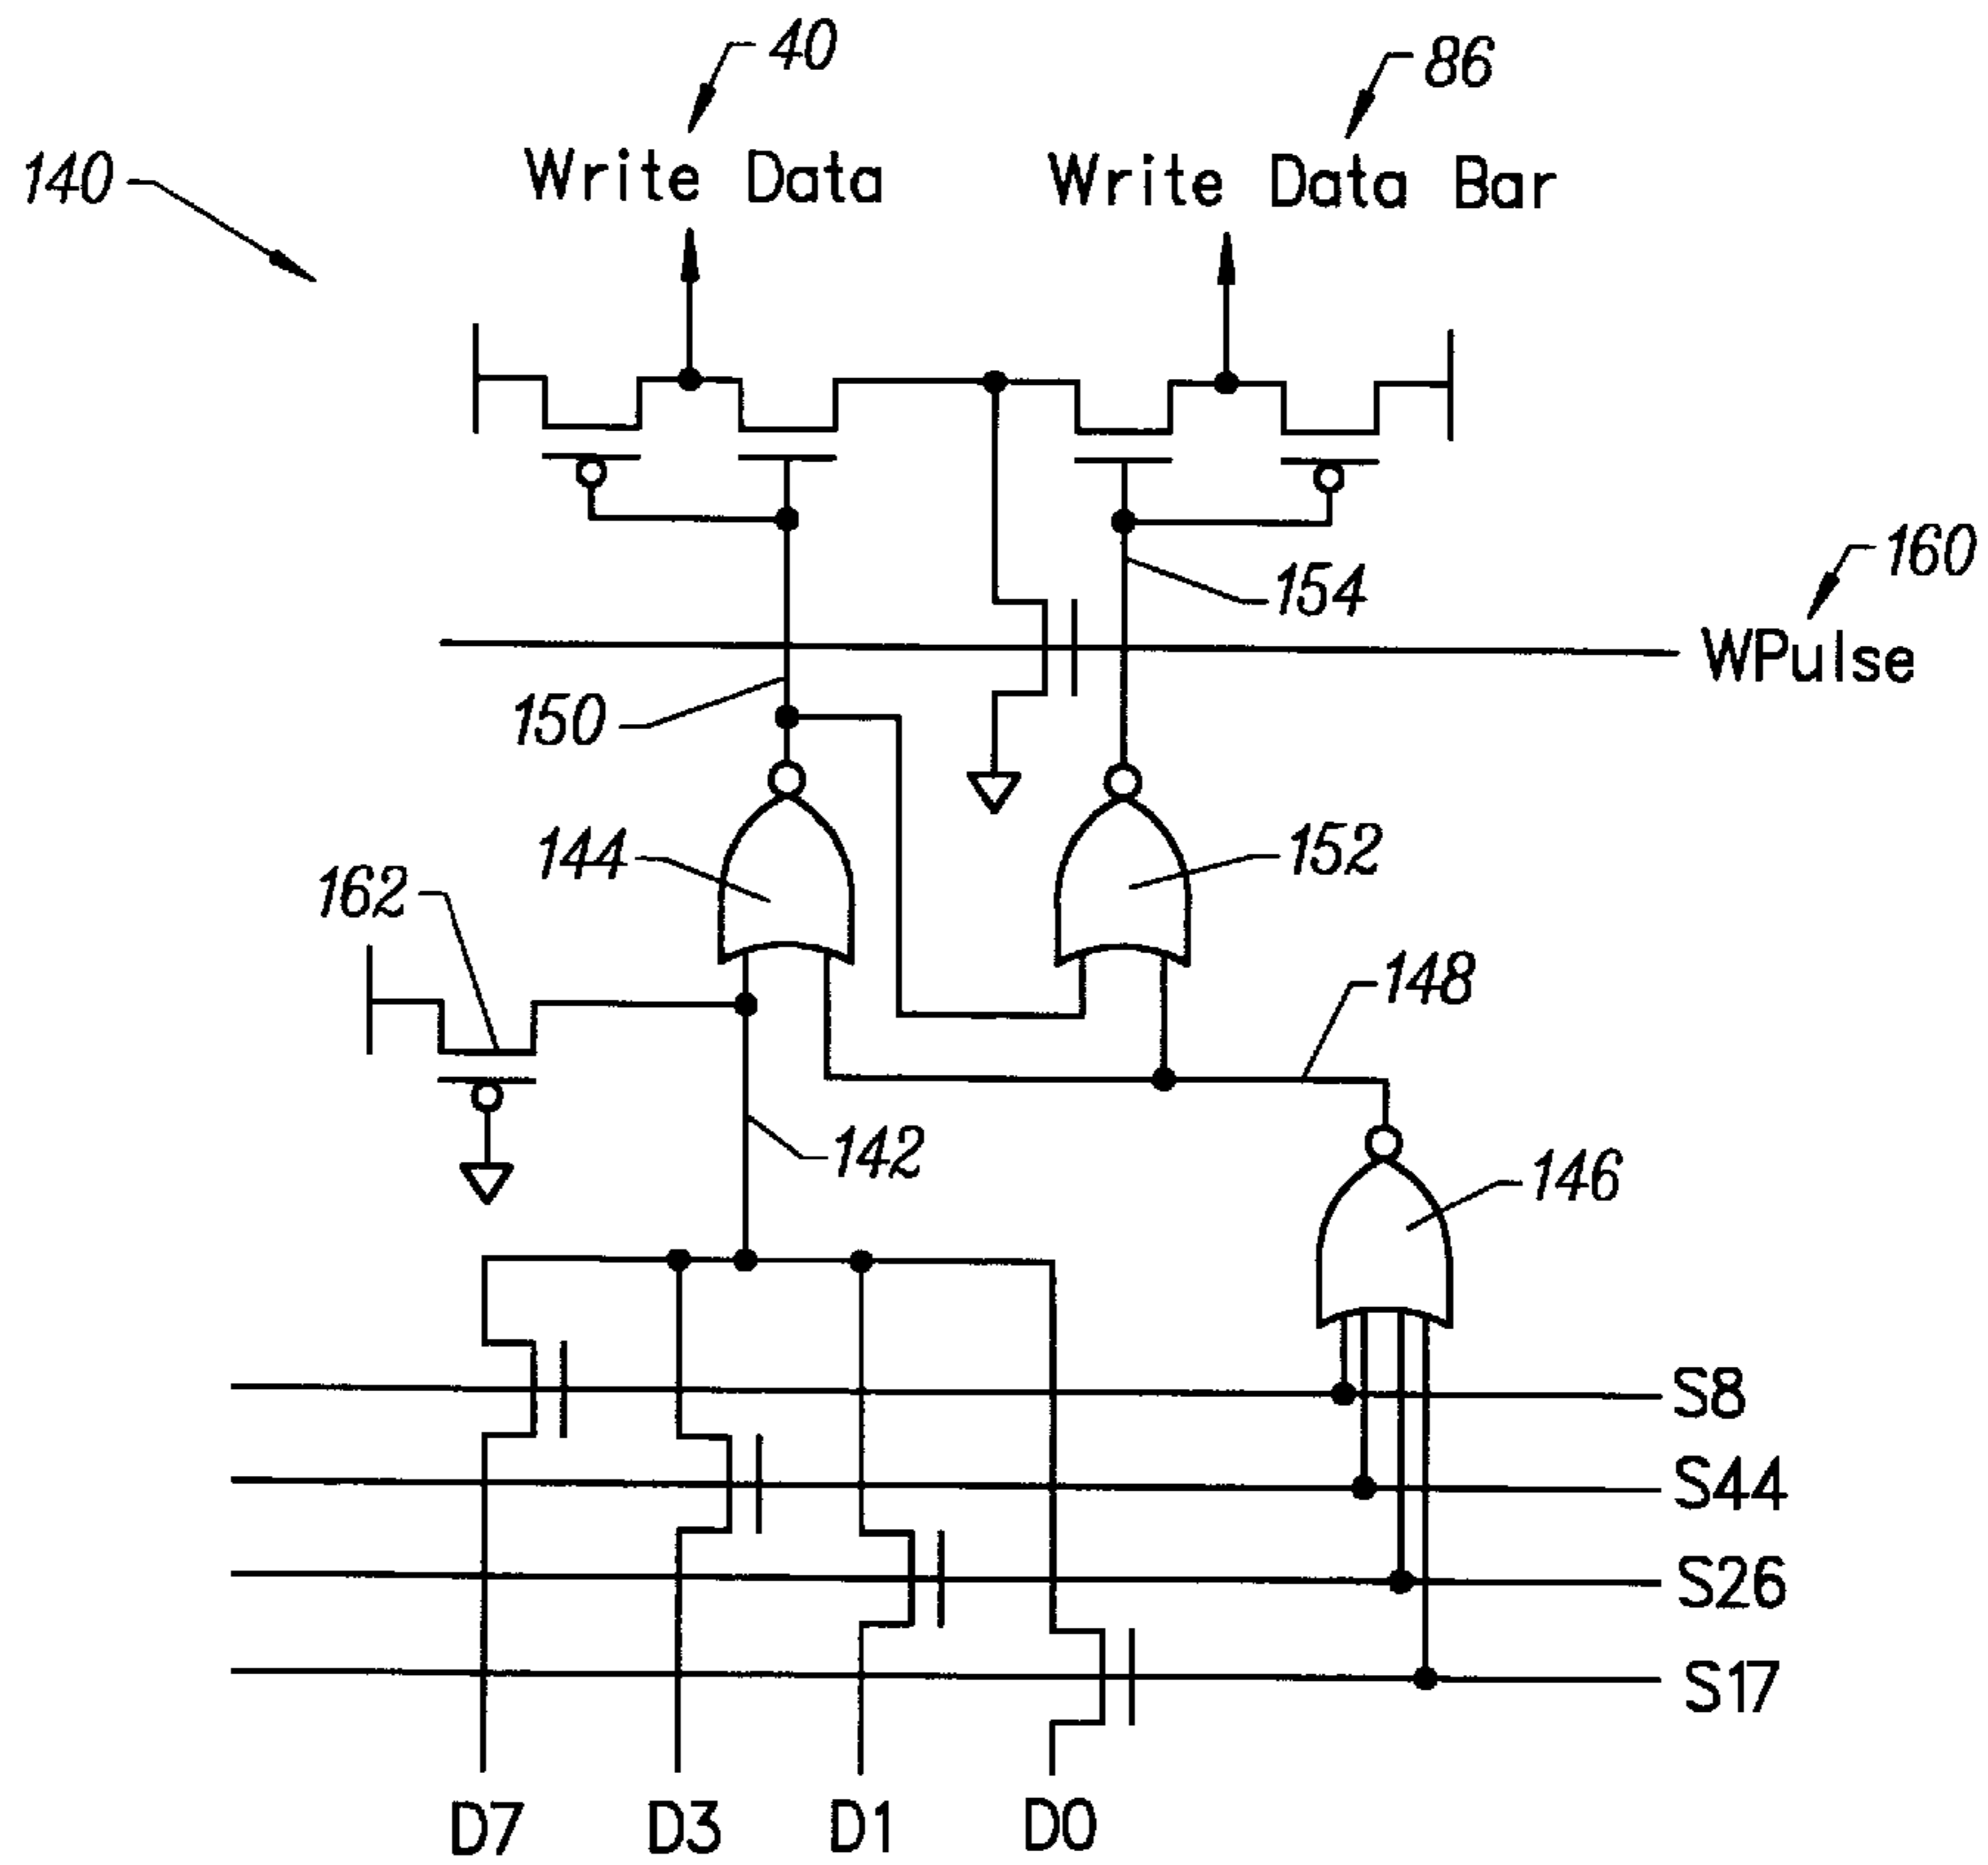 40
86
140
Write Data
Write Data Bar
160
154
WPulse
150
144
152
162
148
142
146
S8
S44
S26
S17
D7
D3
D1
D0